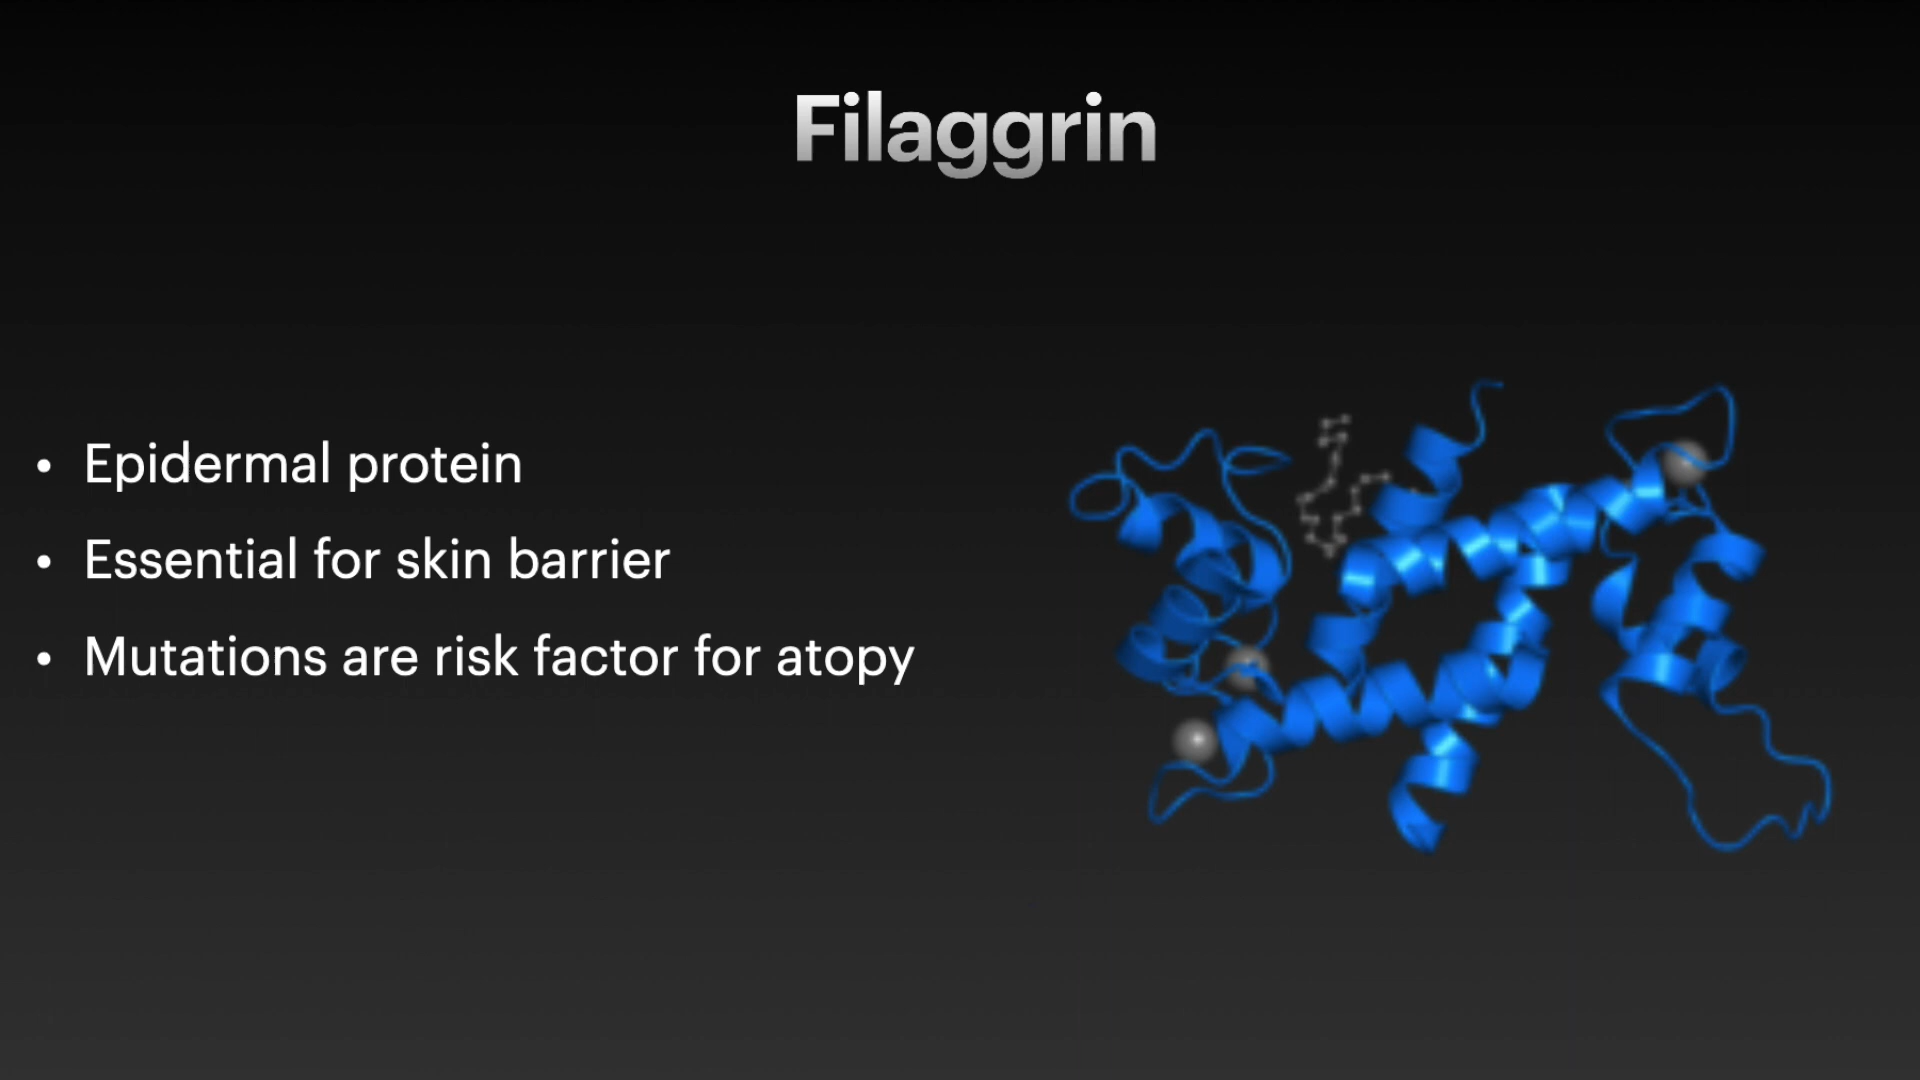 Filaggrin
• Epidermal protein
• Essential for skin barrier
• Mutations are risk factor for atopy